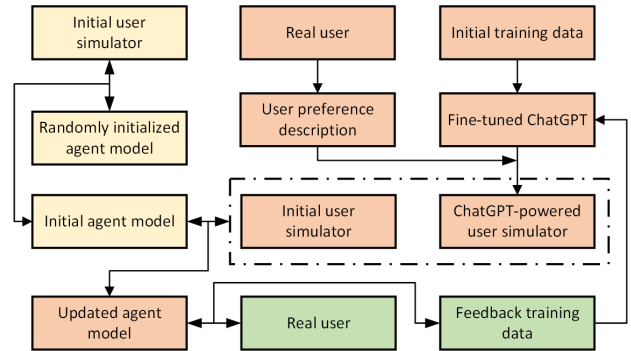 Initial user
simulator
Real user
Initial training data
Randomly initialized
agent model
User preference
description
Fine-tuned ChatGPT
Initial agent model
Initial user
simulator
ChatGPT-powered
user simulator
Updated agent
model
Real user
Feedback training
data